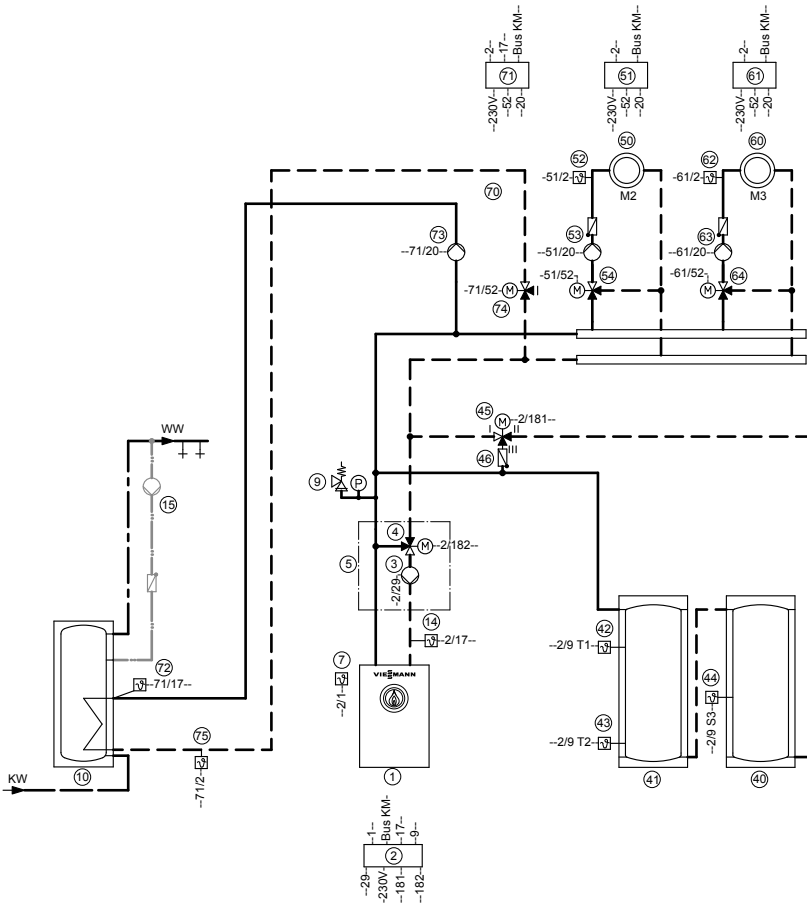 --2--
--17--
--Bus KM--
71
--230V--
--52--
--20--
--2--
--Bus KM--
51
--230V--
--52--
--20--
--2--
--Bus KM--
61
--230V--
--52--
--20--
50
60
52
-51/2-
M2
62
-61/2-
M3
70
73
--71/20--
53
--51/20--
63
--61/20--
-71/52-
M
I
74
-51/52-
M
54
-61/52-
M
64
45
M
--2/181--
I
II
III
46
WW
15
9
P
4
M
--2/182--
5
3
-2/29-
14
--2/17--
7
--2/1--
VIESMANN
1
72
--71/17--
75
--71/2--
10
KW
42
--2/9 T1--
43
--2/9 T2--
41
44
--2/9 S3--
40
--1--
--Bus KM-
--17--
--9--
2
--29--
-230V-
--181--
--182--